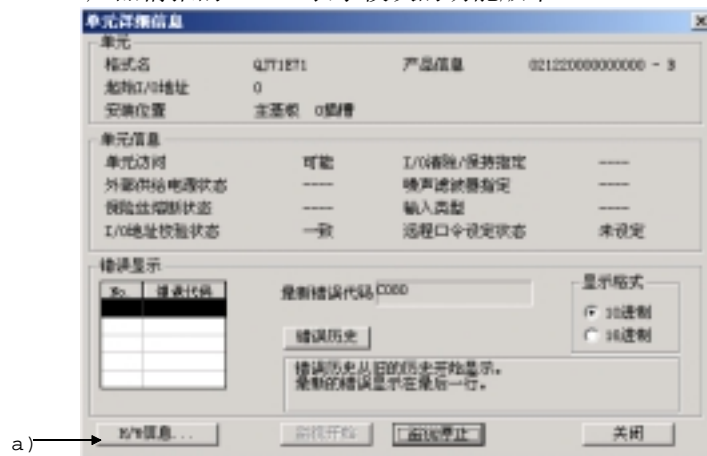 单元详细信息
单元
格式名 QJ71E71 产品信息 021220000000000 - B
起始I/O地址 0
安装位置 主基板 0插槽
单元信息
单元访问 可能 I/O清除/保持指定 ----
外部供给电源状态 ---- 噪声滤波器指定 ----
保险丝熔断状态 ---- 输入类型 ----
I/O地址校验状态 一致 远程口令设定状态 未设定
错误显示
No. 错误代码 最新错误代码 C080 显示格式
10进制
错误历史 16进制
错误历史从旧的历史开始显示。
最新的错误显示在最后一行。
a) H/W信息... 监视开始 监视停止 关闭